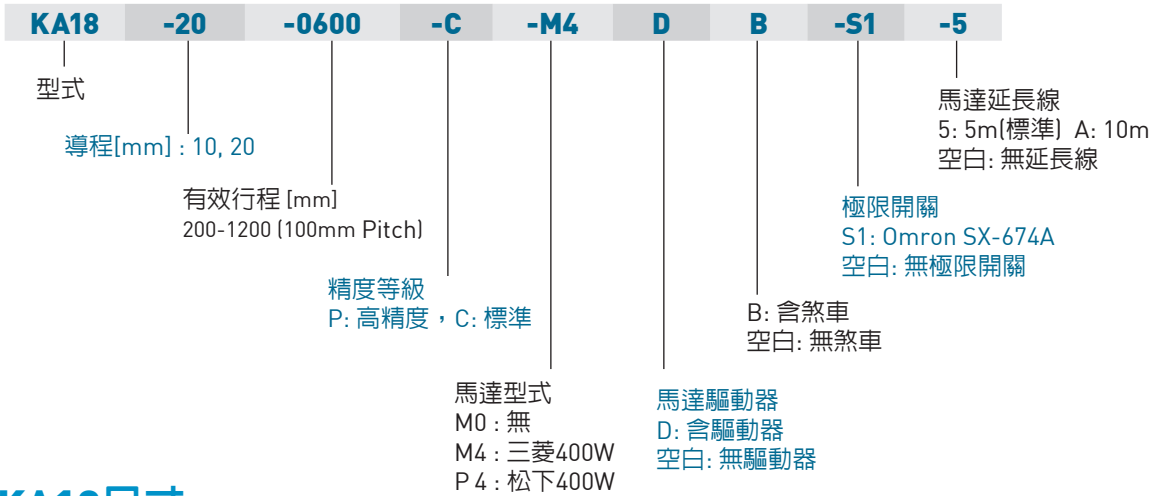 KA18 -20 -0600 -C -M4 D B -S1 -5
型式
導程[mm] : 10, 20
有效行程 [mm]
200-1200 (100mm Pitch)
精度等級
P: 高精度，C: 標準
馬達型式
M0 : 無
M4 : 三菱400W
P 4 : 松下400W
馬達驅動器
D: 含驅動器
空白: 無驅動器
B: 含煞車
空白: 無煞車
極限開關
S1: Omron SX-674A
空白: 無極限開關
馬達延長線
5: 5m(標準) A: 10m
空白: 無延長線